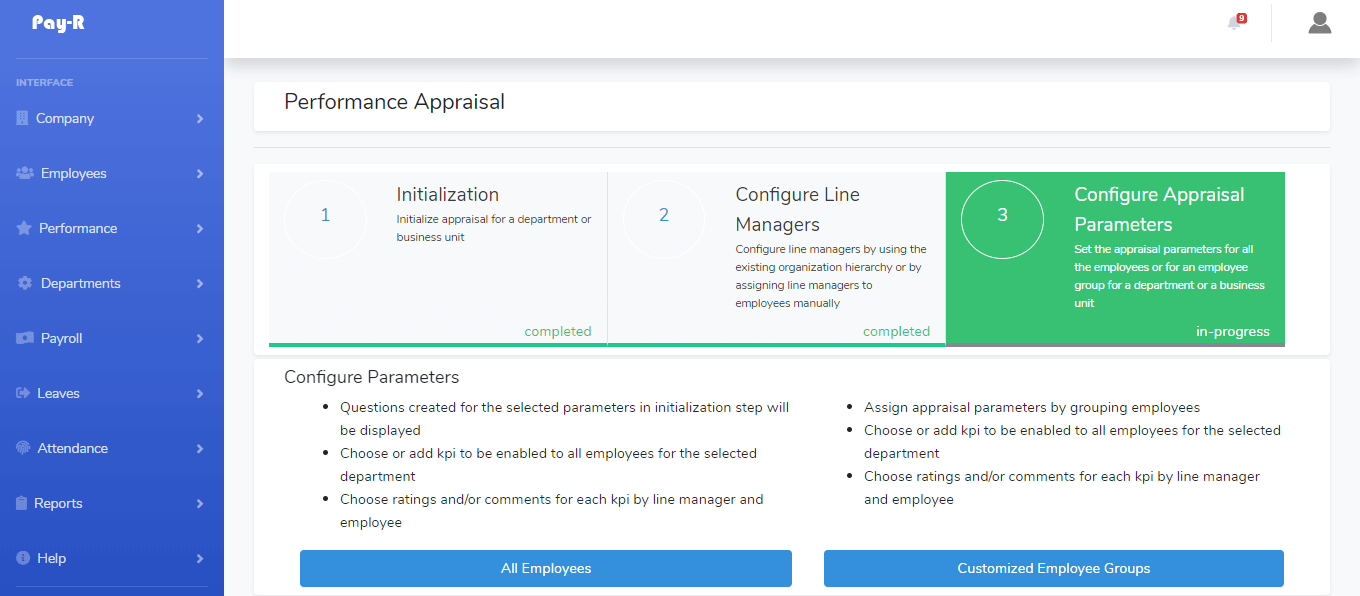 Pay-R
9
INTERFACE
Company
Employees
Performance
Departments
Payroll
Leaves
Attendance
Reports
Help
Performance Appraisal
1
Initialization
Initialize appraisal for a department or
business unit
completed
2
Configure Line
Managers
Configure line managers by using the
existing organization hierarchy or by
assigning line managers to
employees manually
completed
3
Configure Appraisal
Parameters
Set the appraisal parameters for all
the employees or for an employee
group for a department or a business
unit
in-progress
Configure Parameters
• Questions created for the selected parameters in initialization step will
be displayed
• Choose or add kpi to be enabled to all employees for the selected
department
• Choose ratings and/or comments for each kpi by line manager and
employee
All Employees
• Assign appraisal parameters by grouping employees
• Choose or add kpi to be enabled to all employees for the selected
department
• Choose ratings and/or comments for each kpi by line manager
and employee
Customized Employee Groups